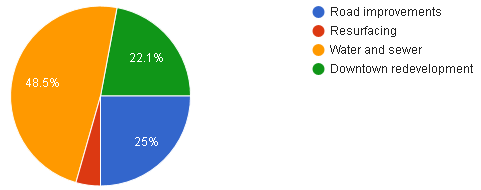 Road improvements
Resurfacing
Water and sewer
Downtown redevelopment
22.1%
48.5%
25%